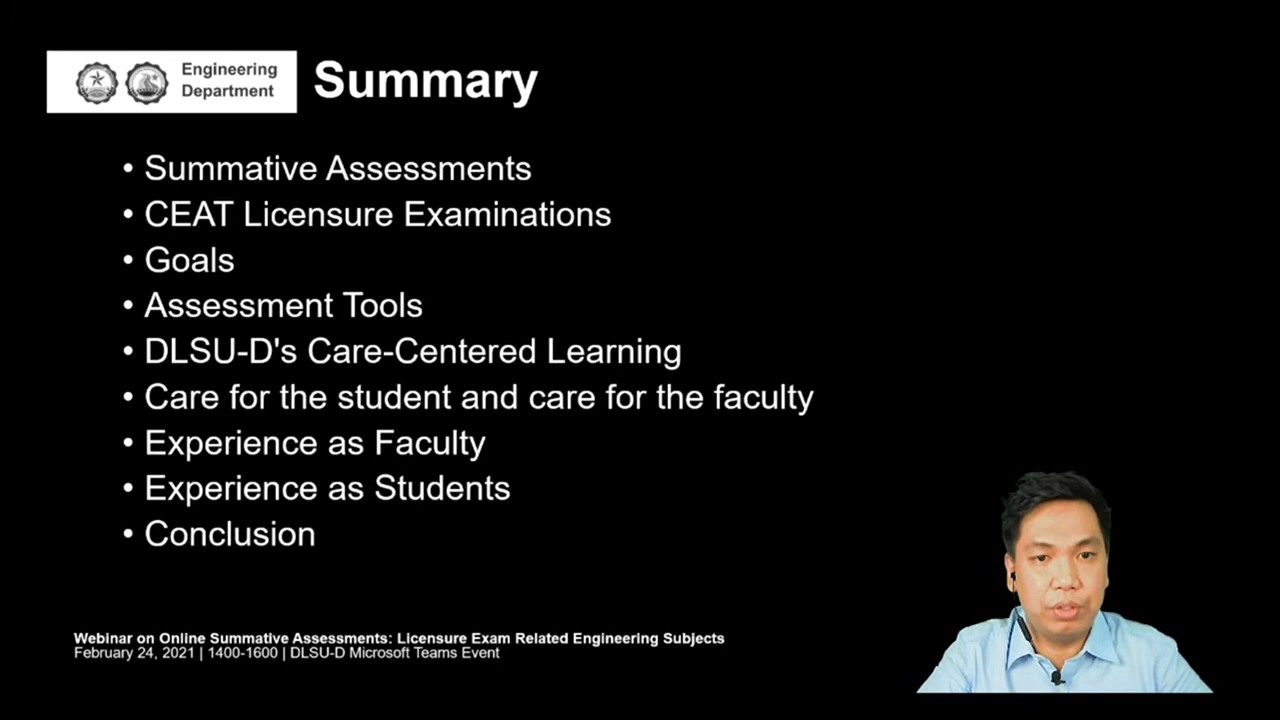 Engineering
Department
Summary
• Summative Assessments
• CEAT Licensure Examinations
• Goals
• Assessment Tools
• DLSU-D's Care-Centered Learning
• Care for the student and care for the faculty
• Experience as Faculty
• Experience as Students
• Conclusion
Webinar on Online Summative Assessments: Licensure Exam Related Engineering Subjects
February 24, 2021 | 1400-1600 | DLSU-D Microsoft Teams Event